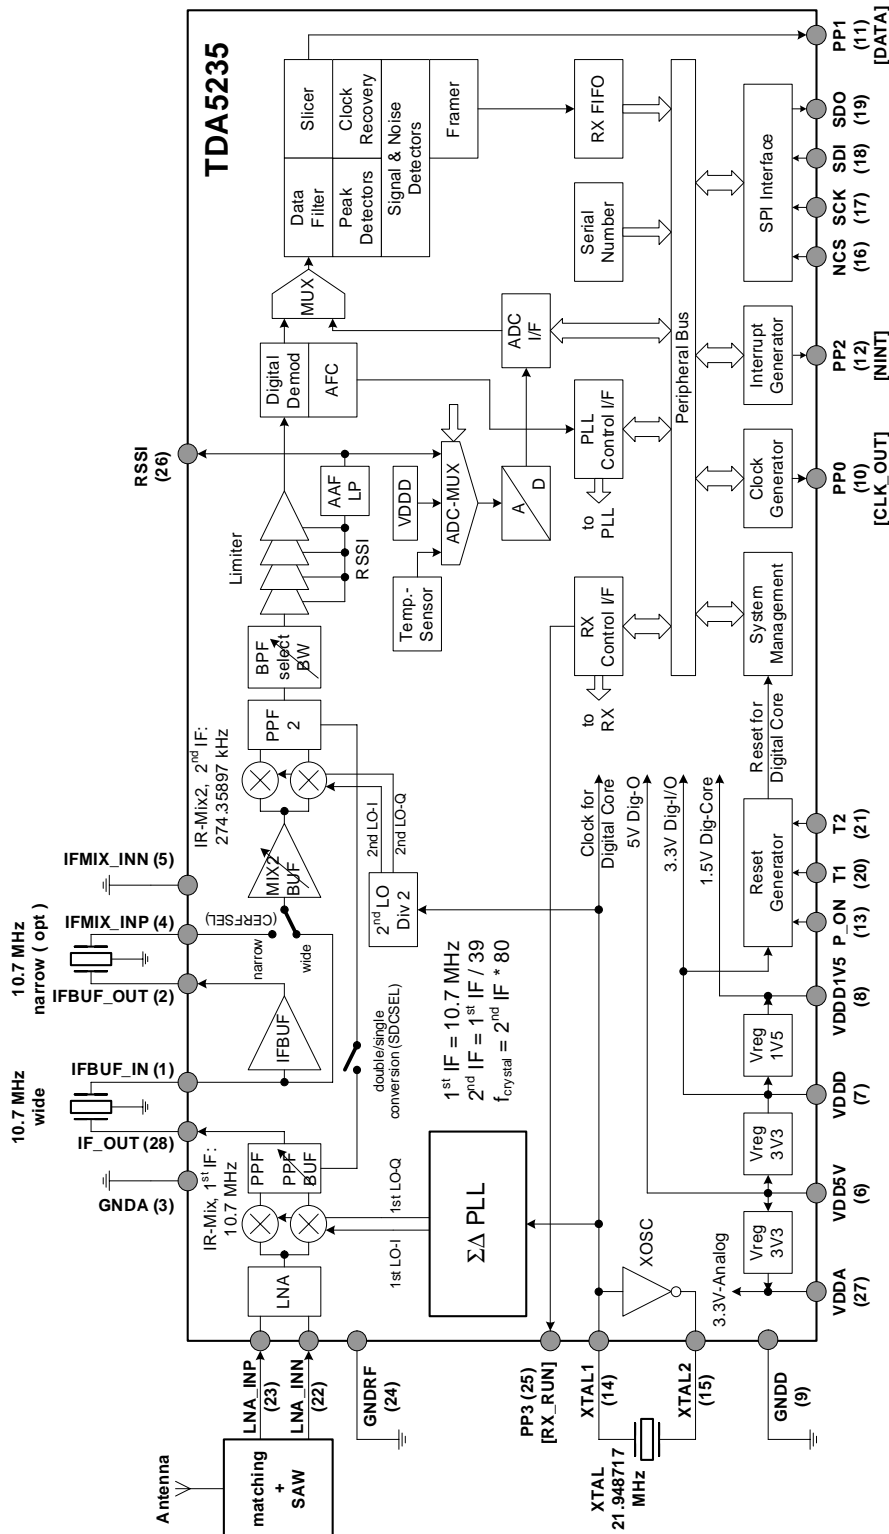 TDA5235
Antenna
matching
+
SAW
LNA_INP
(23)
LNA_INN
(22)
GNDRF
(24)
PP3 (25)
[RX_RUN]
XTAL1
(14)
XTAL
21.948717
MHz
XTAL2
(15)
GNDD
(9)
GNDA (3)
IF_OUT (28)
10.7 MHz
wide
IFBUF_IN (1)
IFBUF_OUT (2)
10.7 MHz
narrow ( opt )
IFMIX_INP (4)
IFMIX_INN (5)
RSSI
(26)
LNA
IR-Mix, 1st IF:
10.7 MHz
PPF
PPF
BUF
1st LO-I
1st LO-Q
ΣΔ PLL
IFBUF
double/single
conversion (SDCSEL)
narrow
wide
(CERFSEL)
MIX2
BUF
IR-Mix2, 2nd IF:
274.35897 kHz
2nd LO-I
2nd LO-Q
2nd LO
Div 2
PPF
2
BPF
select
BW
Limiter
RSSI
AAF
LP
Digital
Demod
AFC
MUX
Data
Filter
Slicer
Peak
Detectors
Clock
Recovery
Signal & Noise
Detectors
Framer
1st IF = 10.7 MHz
2nd IF = 1st IF / 39
fcrystal = 2nd IF * 80
Temp.-
Sensor
VDDD
ADC-MUX
A
D
ADC
I/F
XOSC
Clock for
Digital Core
5V Dig-O
3.3V Dig-I/O
1.5V Dig-Core
RX
Control I/F
to
RX
PLL
Control I/F
to
PLL
Serial
Number
RX FIFO
Peripheral Bus
3.3V-Analog
Vreg
3V3
Vreg
3V3
Vreg
1V5
Reset
Generator
Reset for
Digital Core
System
Management
Clock
Generator
Interrupt
Generator
SPI Interface
VDDA
(27)
VDD5V
(6)
VDDD
(7)
VDDD1V5
(8)
P_ON
(13)
T1
(20)
T2
(21)
PP0
(10)
[CLK_OUT]
PP2
(12)
[NINT]
NCS
(16)
SCK
(17)
SDI
(18)
SDO
(19)
PP1
(11)
[DATA]